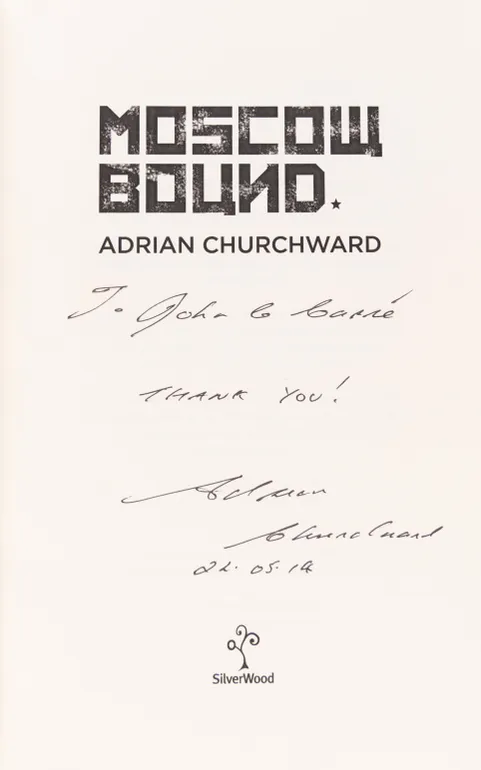 MOSCOW
BOUND.
ADRIAN CHURCHWARD
To John le Carré
THANK YOU!
Adrian
Churchward
22.05.14
SilverWood